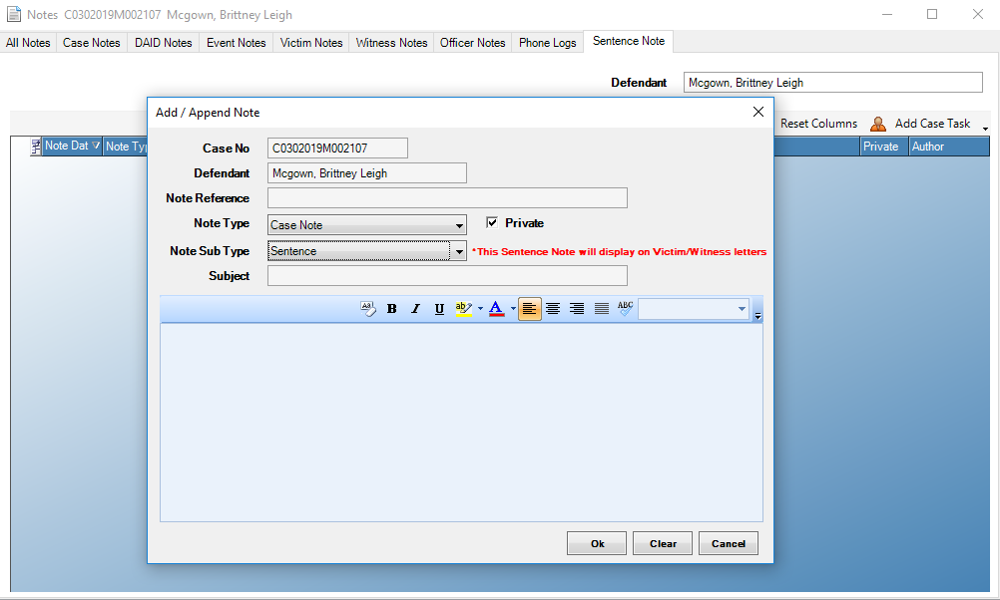 Notes C0302019M002107 Mcgown, Brittney Leigh
All Notes Case Notes DAID Notes Event Notes Victim Notes Witness Notes Officer Notes Phone Logs Sentence Note
Defendant Mcgown, Brittney Leigh
Reset Columns Add Case Task
Note Dat Note Typ Private Author
Add / Append Note
Case No C0302019M002107
Defendant Mcgown, Brittney Leigh
Note Reference
Note Type Case Note Private
Note Sub Type Sentence *This Sentence Note will display on Victim/Witness letters
Subject
Aa B I U ab A ABC
Ok Clear Cancel